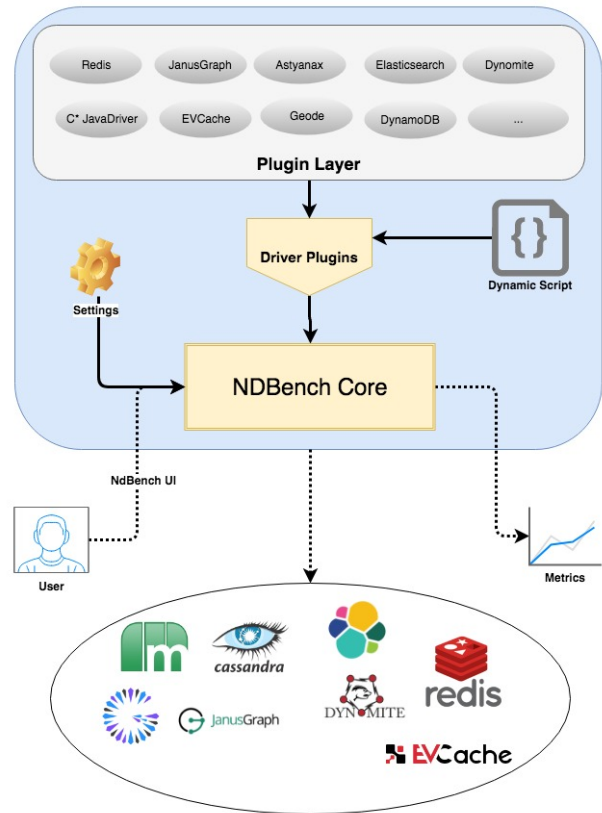 Redis
JanusGraph
Astyanax
Elasticsearch
Dynomite
C* JavaDriver
EVCache
Geode
DynamoDB
...
Plugin Layer
Driver Plugins
{ }
Dynamic Script
Settings
NDBench Core
NdBench UI
User
Metrics
m
cassandra
redis
JanusGraph
DYNOMITE
EVCache